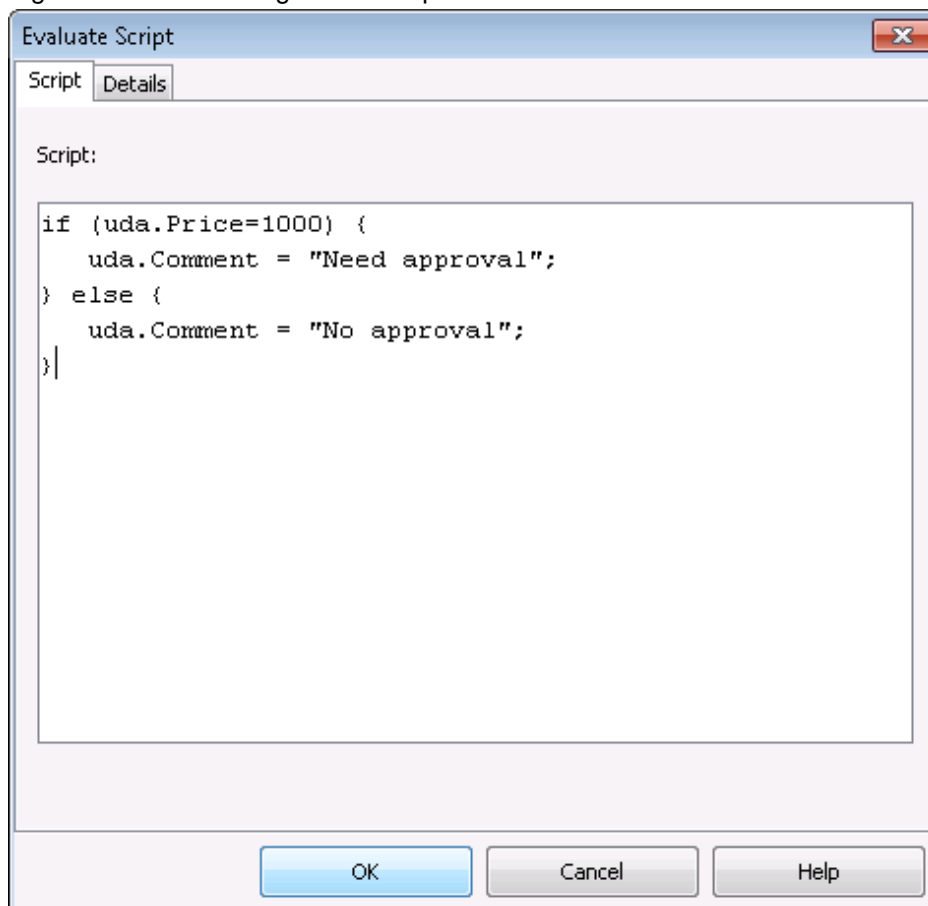 Evaluate Script
Script Details
Script:
if (uda.Price=1000) {
   uda.Comment = "Need approval";
} else {
   uda.Comment = "No approval";
}
OK Cancel Help